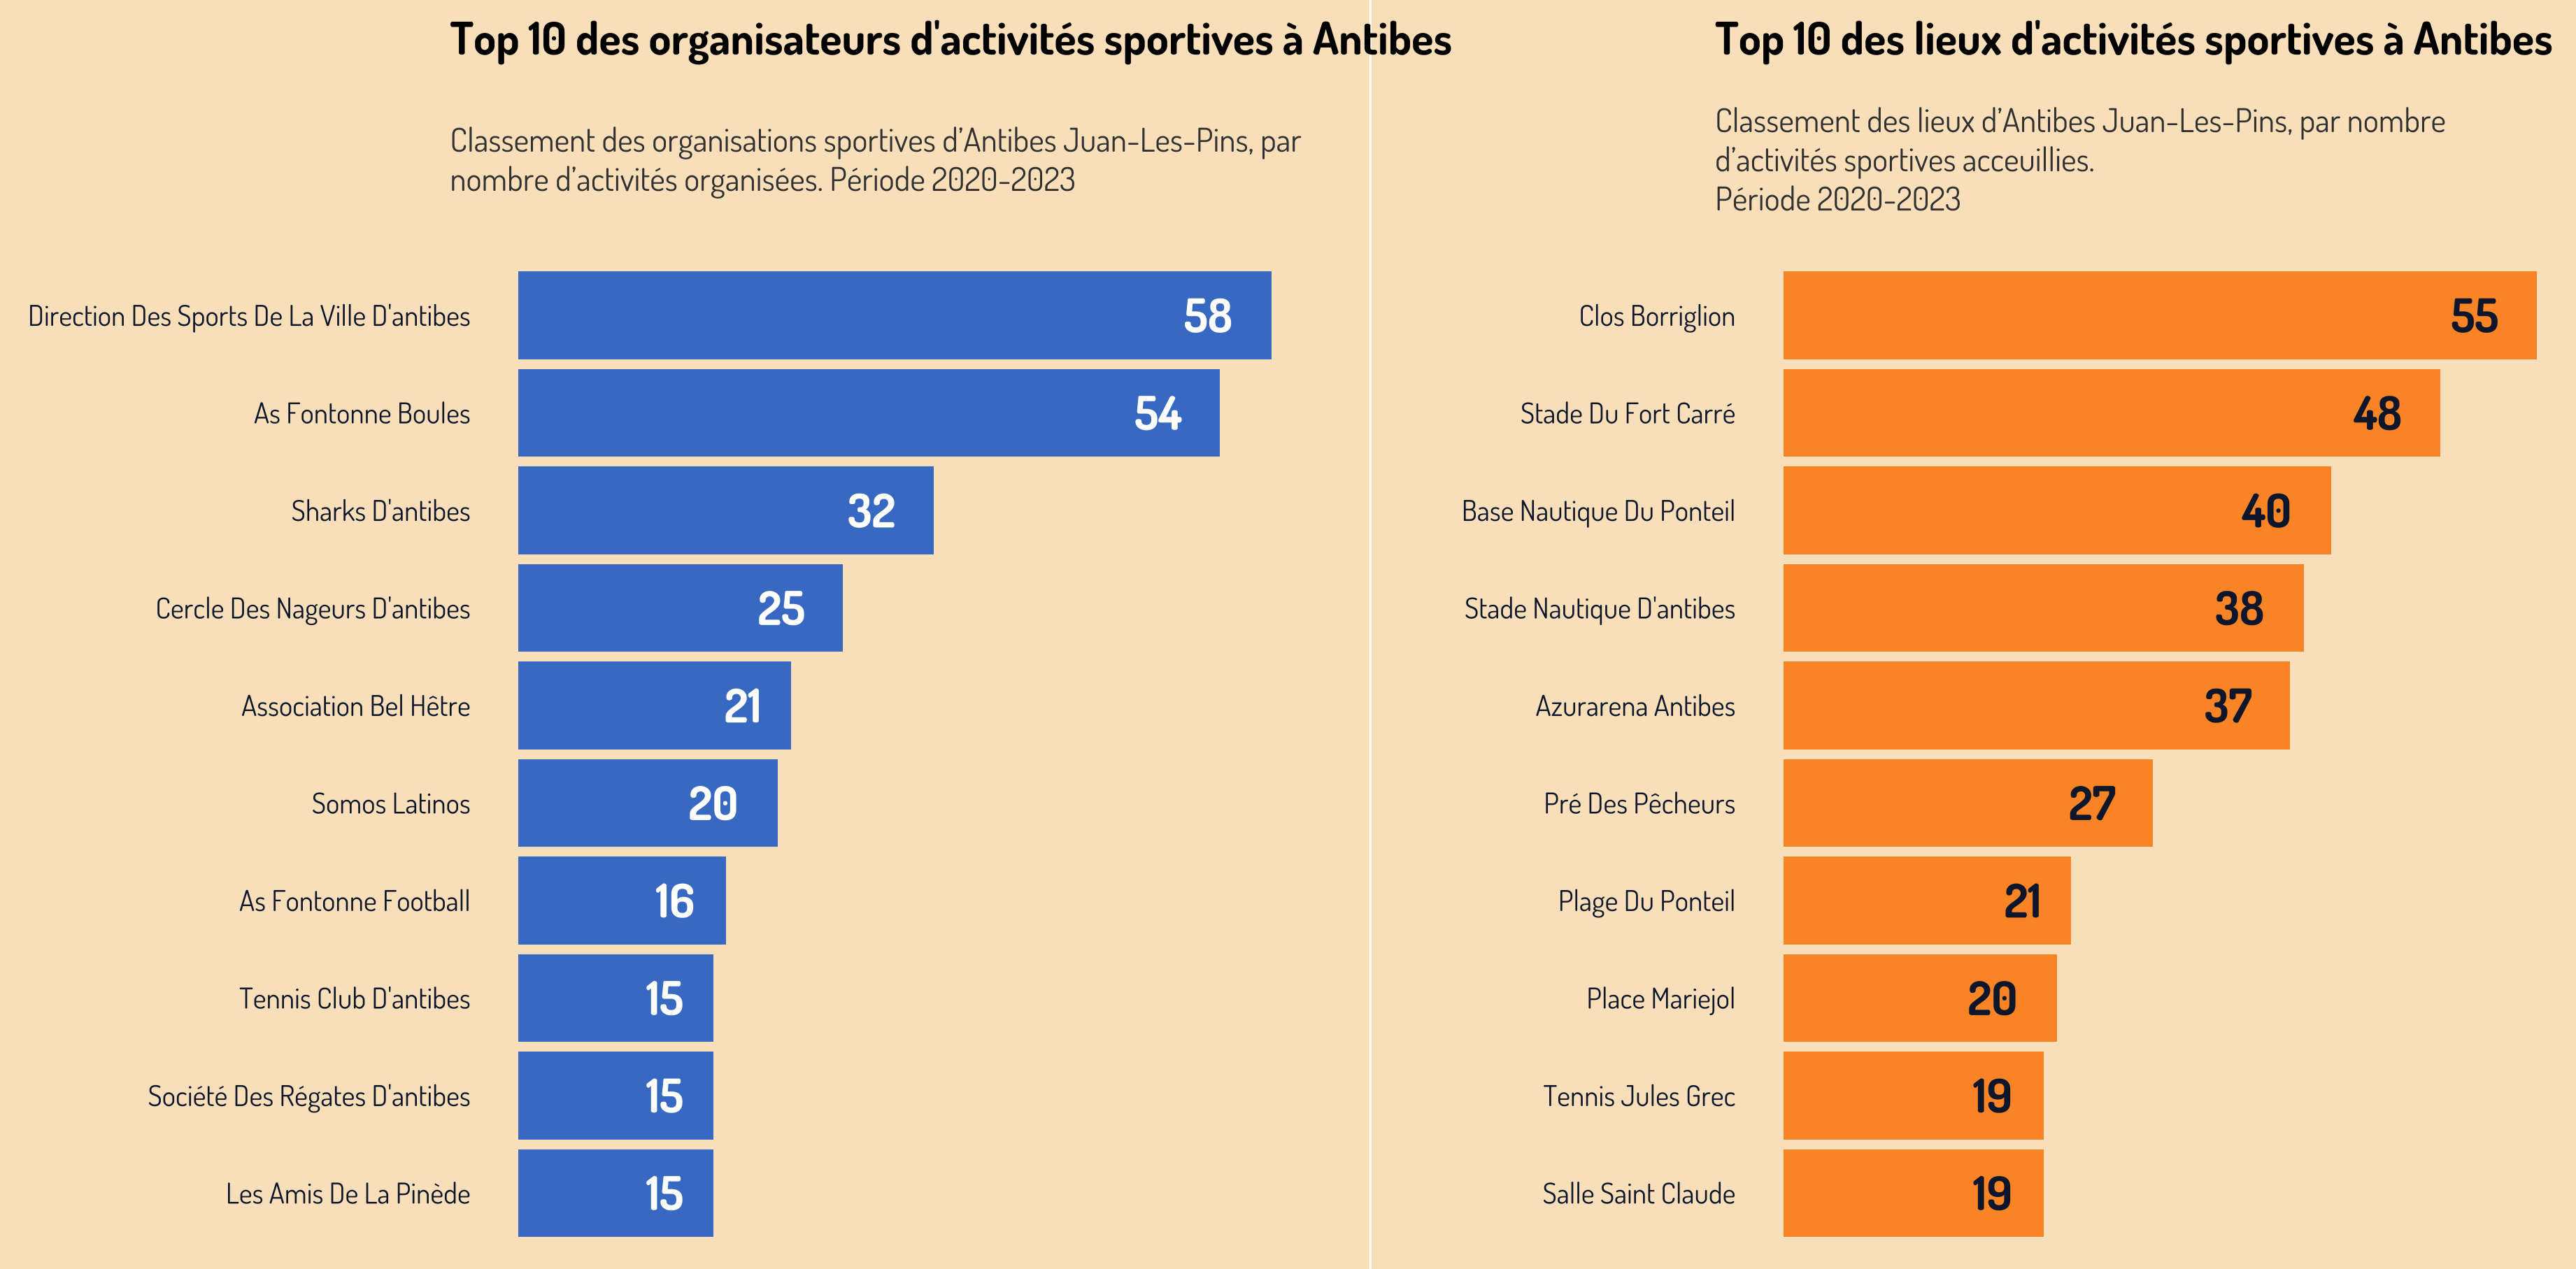 Top 10 des organisateurs d'activités sportives à Antibes
Classement des organisations sportives d’Antibes Juan-Les-Pins, par
nombre d’activités organisées. Période 2020-2023
Direction Des Sports De La Ville D'antibes 58
As Fontonne Boules 54
Sharks D'antibes 32
Cercle Des Nageurs D'antibes 25
Association Bel Hêtre 21
Somos Latinos 20
As Fontonne Football 16
Tennis Club D'antibes 15
Société Des Régates D'antibes 15
Les Amis De La Pinède 15
Top 10 des lieux d'activités sportives à Antibes
Classement des lieux d’Antibes Juan-Les-Pins, par nombre
d’activités sportives acceuillies.
Période 2020-2023
Clos Borriglion 55
Stade Du Fort Carré 48
Base Nautique Du Ponteil 40
Stade Nautique D'antibes 38
Azurarena Antibes 37
Pré Des Pêcheurs 27
Plage Du Ponteil 21
Place Mariejol 20
Tennis Jules Grec 19
Salle Saint Claude 19